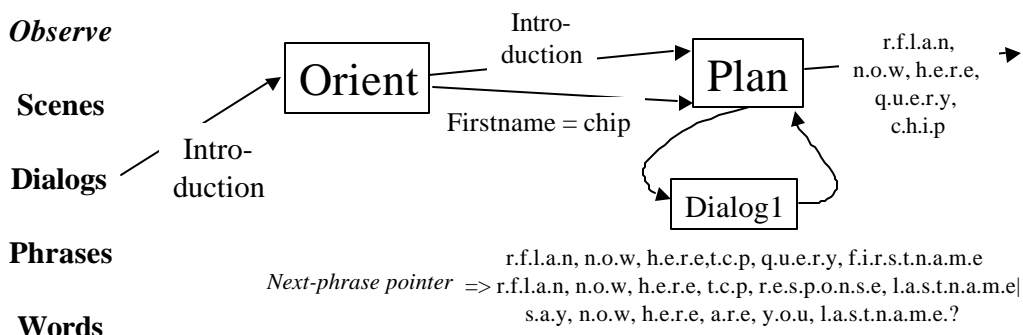 Observe
Scenes
Dialogs
Phrases
Words
Intro-
duction
Orient
Intro-
duction
Firstname = chip
Plan
r.f.l.a.n,
n.o.w, h.e.r.e,
q.u.e.r.y,
c.h.i.p
Dialog1
r.f.l.a.n, n.o.w, h.e.r.e,t.c.p, q.u.e.r.y, f.i.r.s.t.n.a.m.e
Next-phrase pointer => r.f.l.a.n, n.o.w, h.e.r.e, t.c.p, r.e.s.p.o.n.s.e, l.a.s.t.n.a.m.e|
s.a.y, n.o.w, h.e.r.e, a.r.e, y.o.u, l.a.s.t.n.a.m.e.?